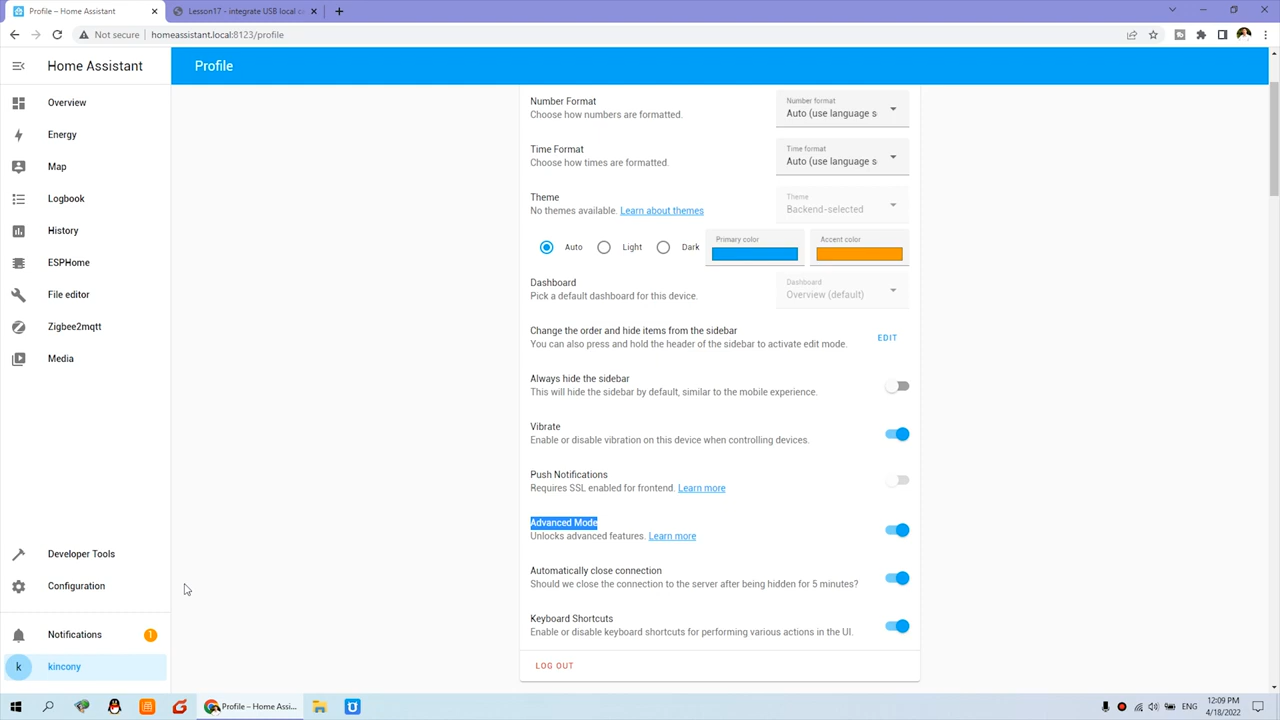 Profile – Home Assistant
Lesson17 - integrate USB local c
Not secure
homeassistant.local:8123/profile
Home Assistant
Profile
Overview
Energy
Map
Logbook
History
ESPHome
File editor
Zigbee2mqtt
Media
Developer Tools
Configuration
Notifications
1
k
kincony
Number Format
Choose how numbers are formatted.
Number format
Auto (use language s
Time Format
Choose how times are formatted.
Time format
Auto (use language s
Theme
No themes available. Learn about themes
Theme
Backend-selected
Auto
Light
Dark
Primary color
Accent color
Dashboard
Pick a default dashboard for this device.
Dashboard
Overview (default)
Change the order and hide items from the sidebar
You can also press and hold the header of the sidebar to activate edit mode.
EDIT
Always hide the sidebar
This will hide the sidebar by default, similar to the mobile experience.
Vibrate
Enable or disable vibration on this device when controlling devices.
Push Notifications
Requires SSL enabled for frontend. Learn more
Advanced Mode
Unlocks advanced features. Learn more
Automatically close connection
Should we close the connection to the server after being hidden for 5 minutes?
Keyboard Shortcuts
Enable or disable keyboard shortcuts for performing various actions in the UI.
LOG OUT
Profile – Home Assi...
ENG
12:09 PM
4/18/2022